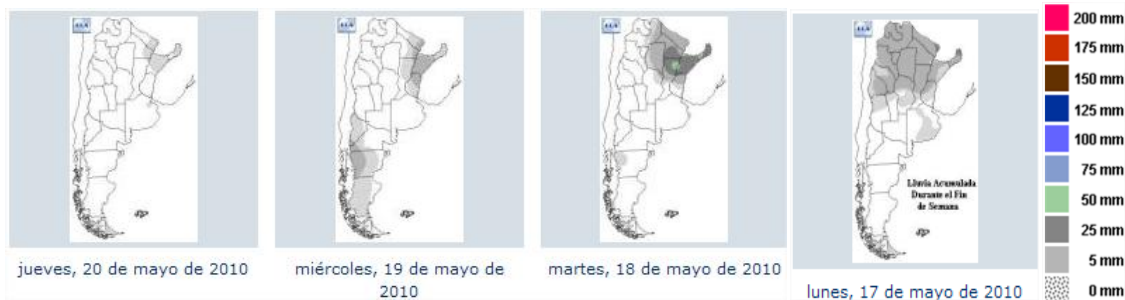 Lluvia Acumulada
Durante el Fin
de Semana
jueves, 20 de mayo de 2010
miércoles, 19 de mayo de
2010
martes, 18 de mayo de 2010
lunes, 17 de mayo de 2010
200 mm
175 mm
150 mm
125 mm
100 mm
75 mm
50 mm
25 mm
5 mm
0 mm